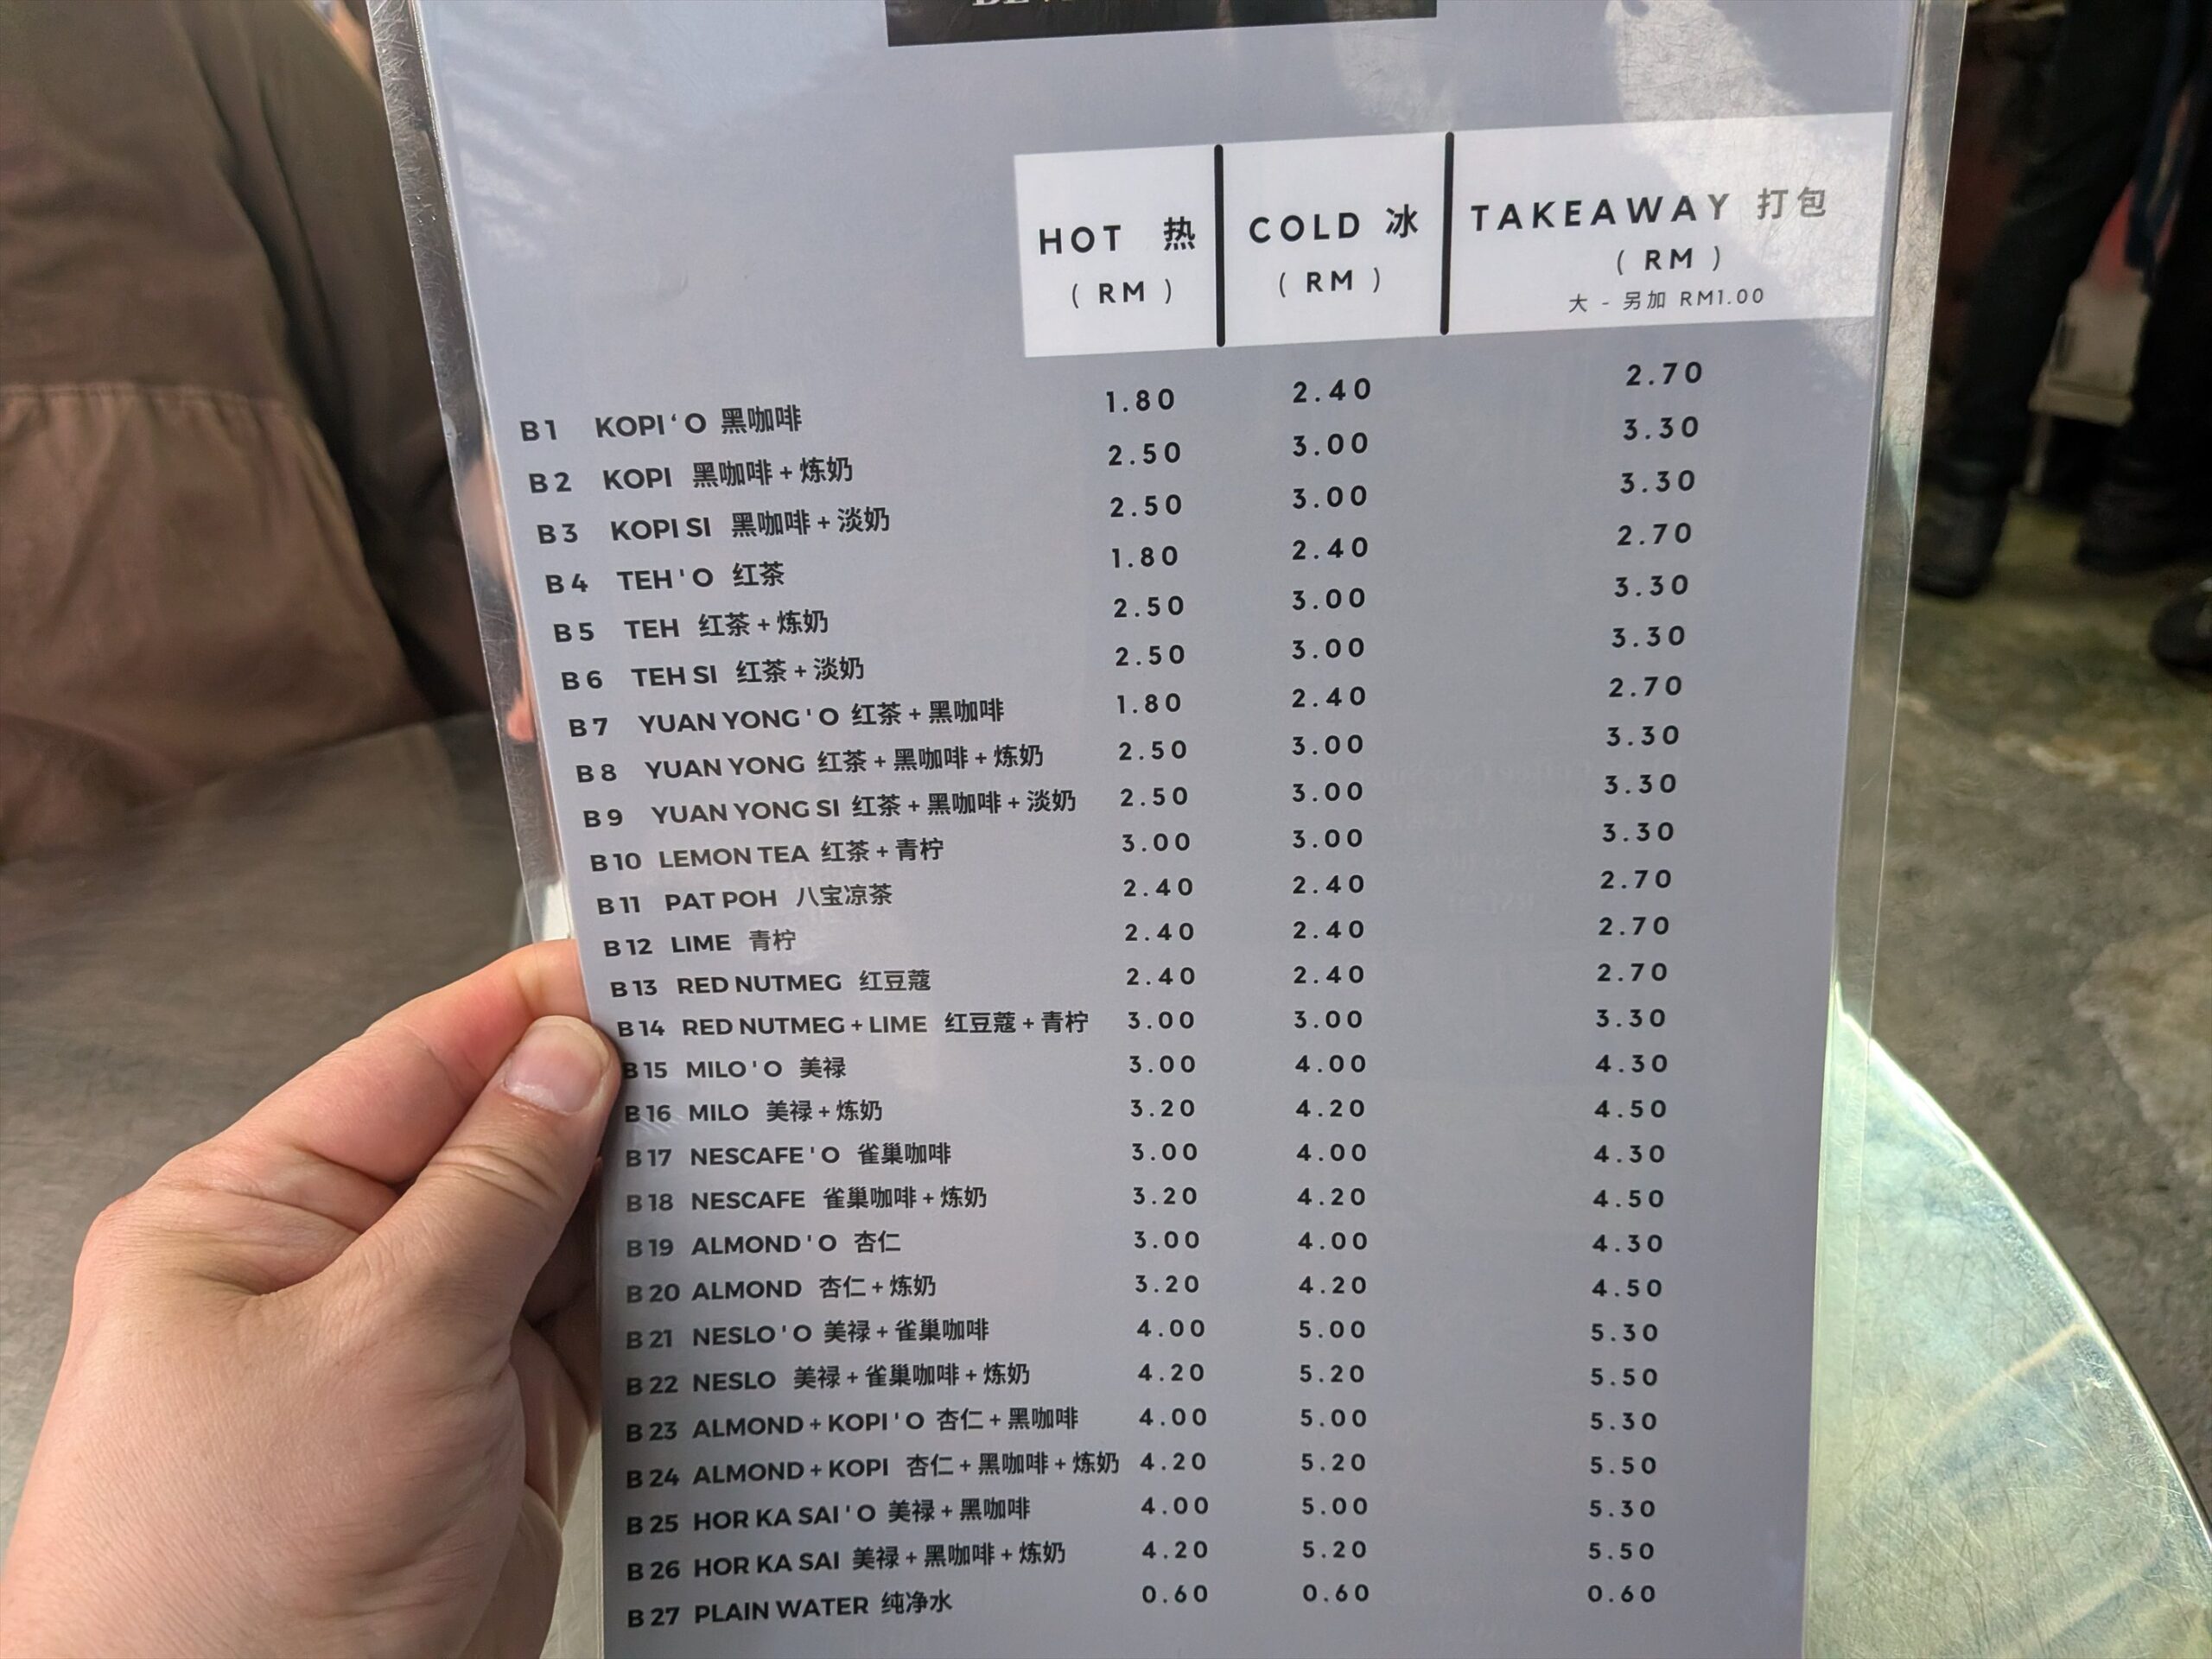 HOT 热 COLD 冰 TAKEAWAY 打包
( RM ) ( RM ) ( RM )
大 - 另加 RM1.00
B1 KOPI ‘ O 黑咖啡 1.80 2.40 2.70
B2 KOPI 黑咖啡 + 炼奶 2.50 3.00 3.30
B3 KOPI SI 黑咖啡 + 淡奶 2.50 3.00 3.30
B4 TEH ' O 红茶 1.80 2.40 2.70
B5 TEH 红茶 + 炼奶 2.50 3.00 3.30
B6 TEH SI 红茶 + 淡奶 2.50 3.00 3.30
B7 YUAN YONG ' O 红茶 + 黑咖啡 1.80 2.40 2.70
B8 YUAN YONG 红茶 + 黑咖啡 + 炼奶 2.50 3.00 3.30
B9 YUAN YONG SI 红茶 + 黑咖啡 + 淡奶 2.50 3.00 3.30
B10 LEMON TEA 红茶 + 青柠 3.00 3.00 3.30
B11 PAT POH 八宝凉茶 2.40 2.40 2.70
B12 LIME 青柠 2.40 2.40 2.70
B13 RED NUTMEG 红豆蔻 2.40 2.40 2.70
B14 RED NUTMEG + LIME 红豆蔻 + 青柠 3.00 3.00 3.30
B15 MILO ' O 美禄 3.00 4.00 4.30
B16 MILO 美禄 + 炼奶 3.20 4.20 4.50
B17 NESCAFE ' O 雀巢咖啡 3.00 4.00 4.30
B18 NESCAFE 雀巢咖啡 + 炼奶 3.20 4.20 4.50
B19 ALMOND ' O 杏仁 3.00 4.00 4.30
B20 ALMOND 杏仁 + 炼奶 3.20 4.20 4.50
B21 NESLO ' O 美禄 + 雀巢咖啡 4.00 5.00 5.30
B22 NESLO 美禄 + 雀巢咖啡 + 炼奶 4.20 5.20 5.50
B23 ALMOND + KOPI ' O 杏仁 + 黑咖啡 4.00 5.00 5.30
B24 ALMOND + KOPI 杏仁 + 黑咖啡 + 炼奶 4.20 5.20 5.50
B25 HOR KA SAI ' O 美禄 + 黑咖啡 4.00 5.00 5.30
B26 HOR KA SAI 美禄 + 黑咖啡 + 炼奶 4.20 5.20 5.50
B27 PLAIN WATER 纯净水 0.60 0.60 0.60